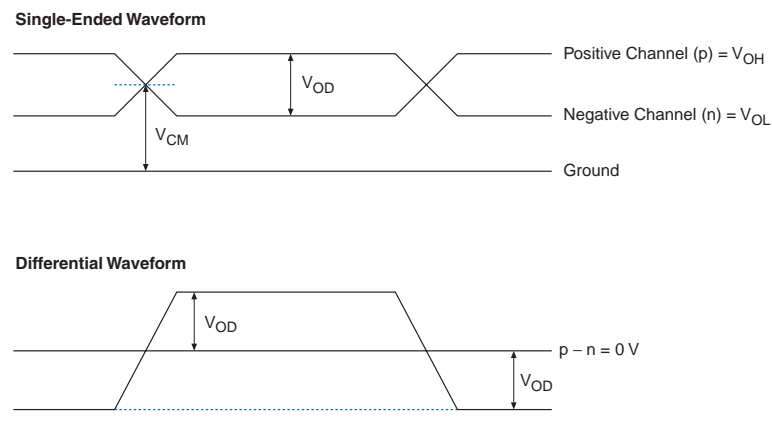 Single-Ended Waveform
Positive Channel (p) = VOH
VOD
Negative Channel (n) = VOL
VCM
Ground
Differential Waveform
VOD
p – n = 0 V
VOD